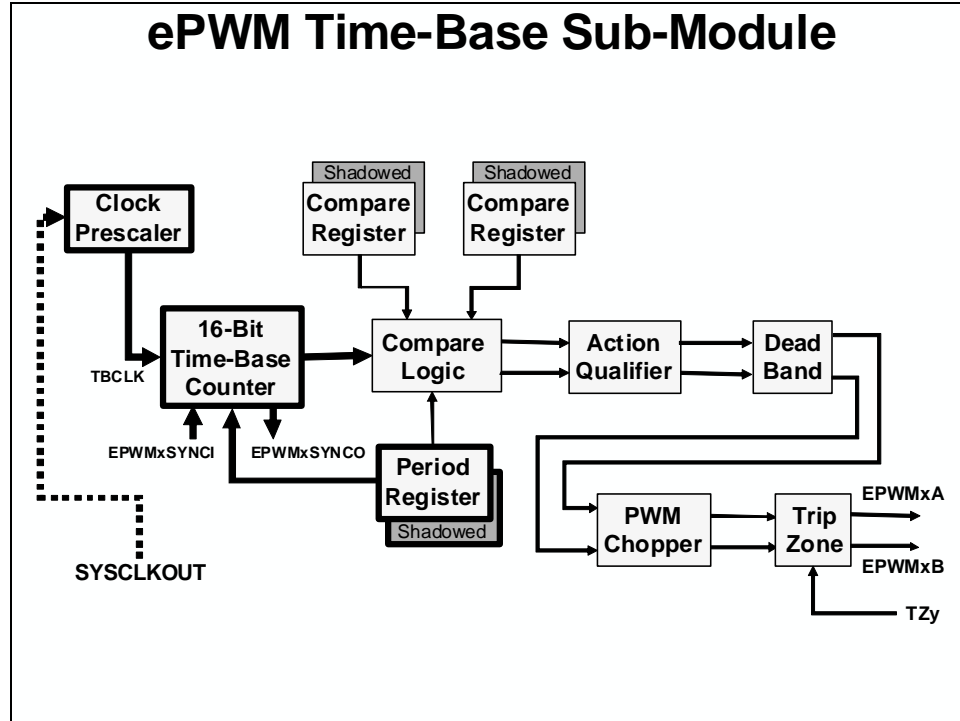 ePWM Time-Base Sub-Module
Shadowed
Compare
Register
Shadowed
Compare
Register
Clock
Prescaler
16-Bit
Time-Base
Counter
TBCLK
Compare
Logic
Action
Qualifier
Dead
Band
EPWMxSYNCI
EPWMxSYNCO
Period
Register
Shadowed
SYSCLKOUT
PWM
Chopper
Trip
Zone
EPWMxA
EPWMxB
TZy